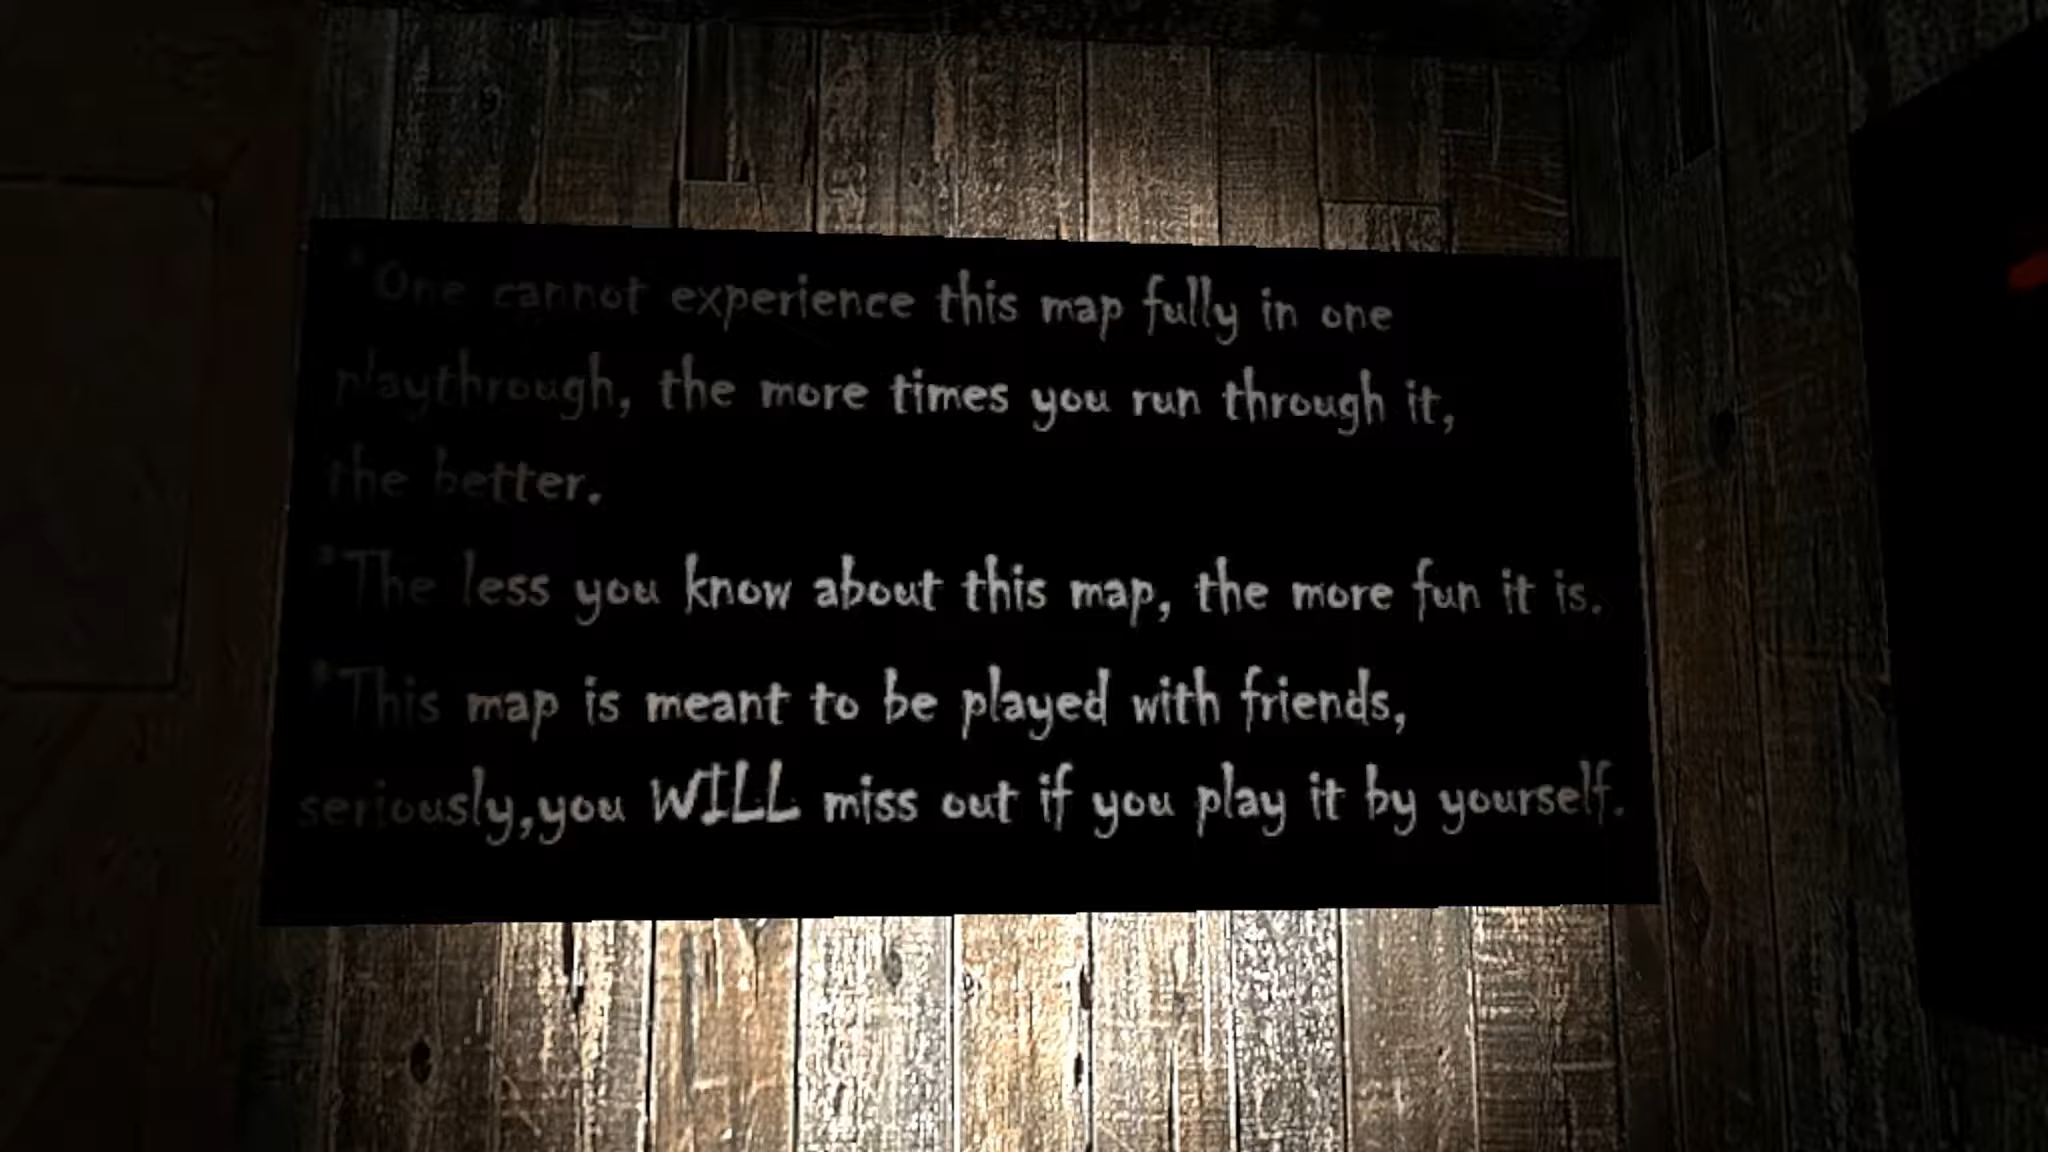 *One cannot experience this map fully in one
playthrough, the more times you run through it,
the better.
*The less you know about this map, the more fun it is.
*This map is meant to be played with friends,
seriously,you WILL miss out if you play it by yourself.